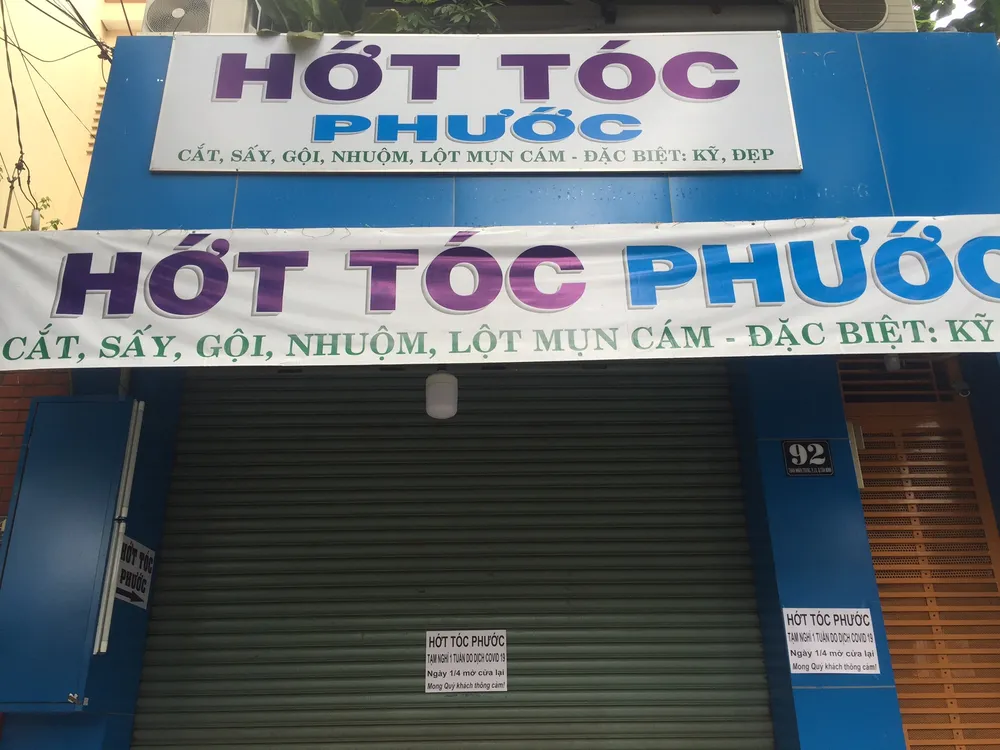 HỚT TÓC
PHƯỚC
CẮT, SẤY, GỘI, NHUỘM, LỘT MỤN CÁM - ĐẶC BIỆT: KỸ, ĐẸP
HỚT TÓC PHƯỚC
CẮT, SẤY, GỘI, NHUỘM, LỘT MỤN CÁM - ĐẶC BIỆT: KỸ
92
HỚT TÓC
PHƯỚC
HỚT TÓC PHƯỚC
TẠM NGHỈ 1 TUẦN DO DỊCH COVID 19
Ngày 1/4 mở cửa lại
Mong Quý khách thông cảm!
HỚT TÓC PHƯỚC
TẠM NGHỈ 1 TUẦN DO DỊCH COVID 19
Ngày 1/4 mở cửa lại
Mong Quý khách thông cảm!